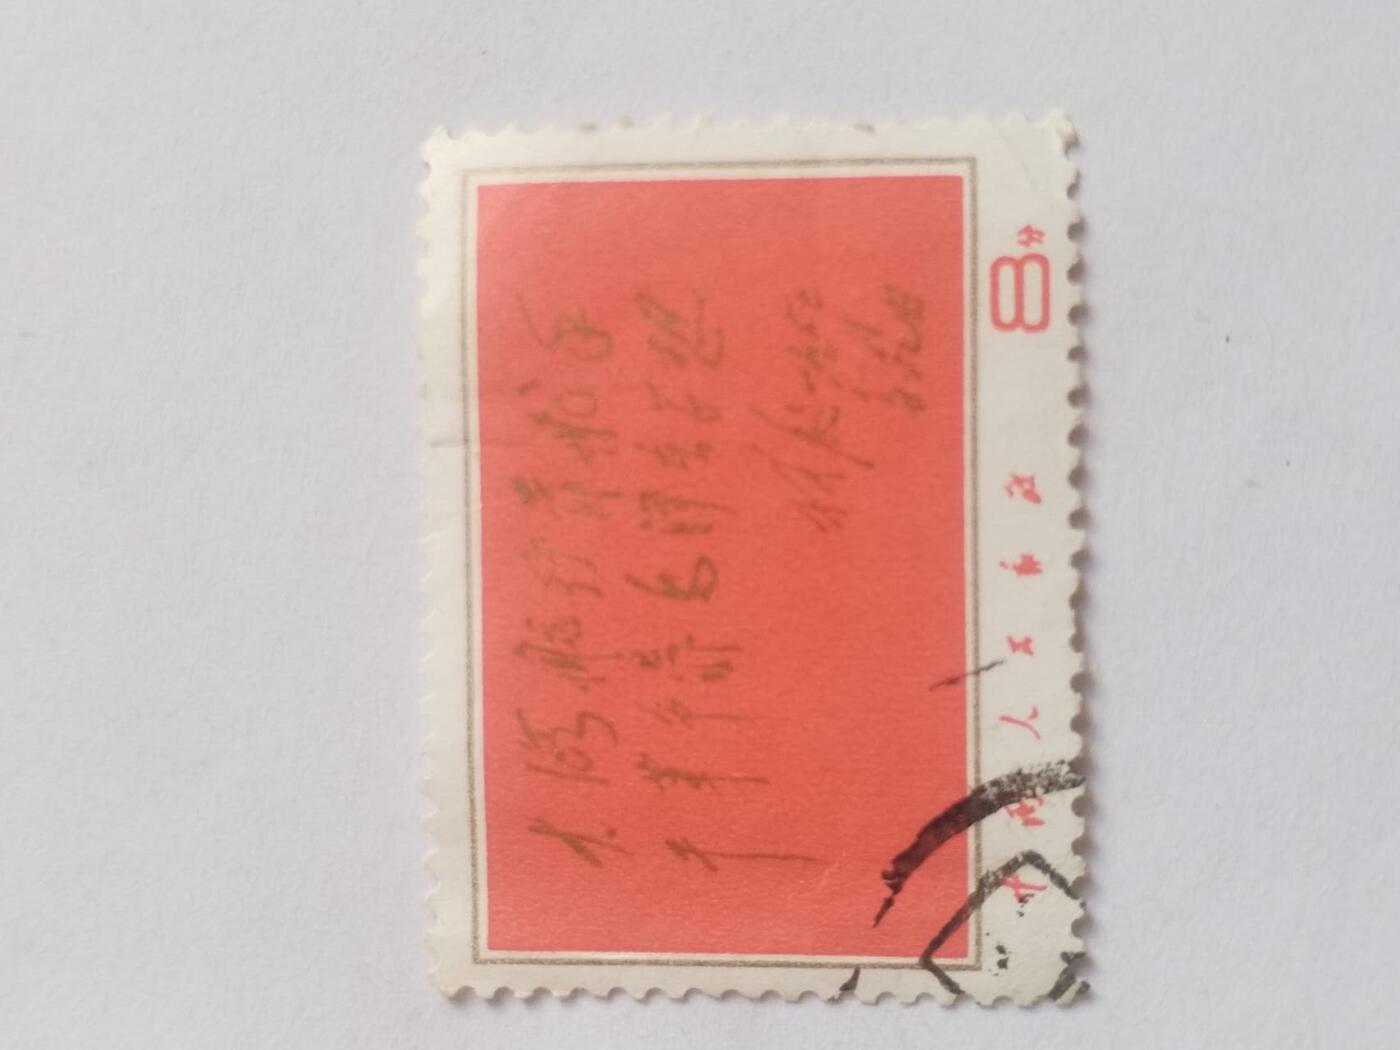 大海航行靠舵手
干革命靠毛泽东思想
林彪
中国人民邮政 8分